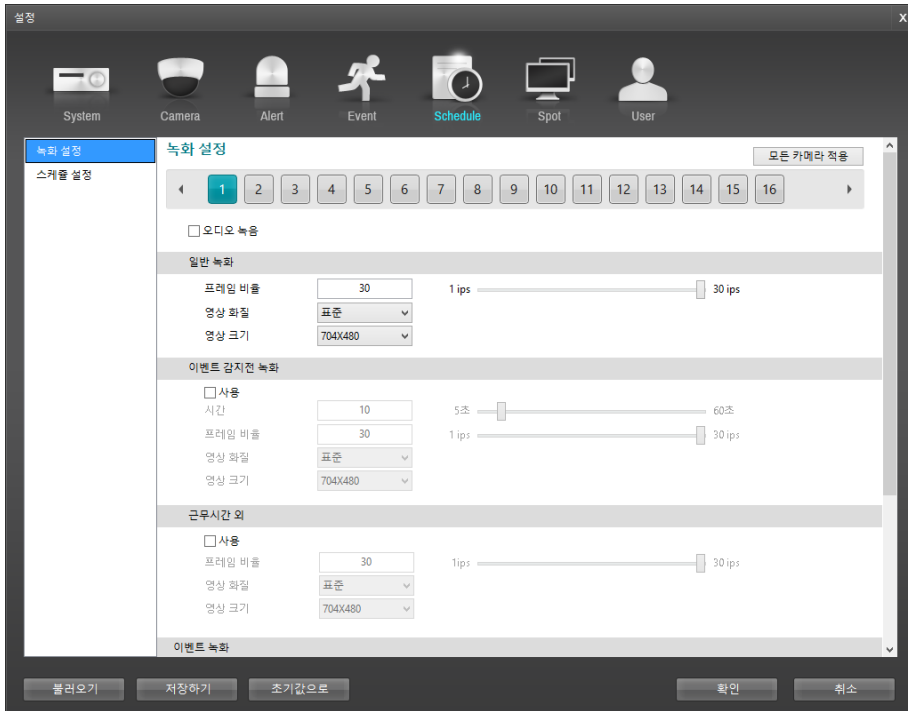 설정 X
System Camera Alert Event Schedule Spot User
녹화 설정
스케쥴 설정
녹화 설정
모든 카메라 적용
1 2 3 4 5 6 7 8 9 10 11 12 13 14 15 16
오디오 녹음
일반 녹화
프레임 비율 30 1 ips 30 ips
영상 화질 표준
영상 크기 704X480
이벤트 감지전 녹화
사용
시간 10 5초 60초
프레임 비율 30 1 ips 30 ips
영상 화질 표준
영상 크기 704X480
근무시간 외
사용
프레임 비율 30 1ips 30 ips
영상 화질 표준
영상 크기 704X480
이벤트 녹화
불러오기 저장하기 초기값으로 확인 취소